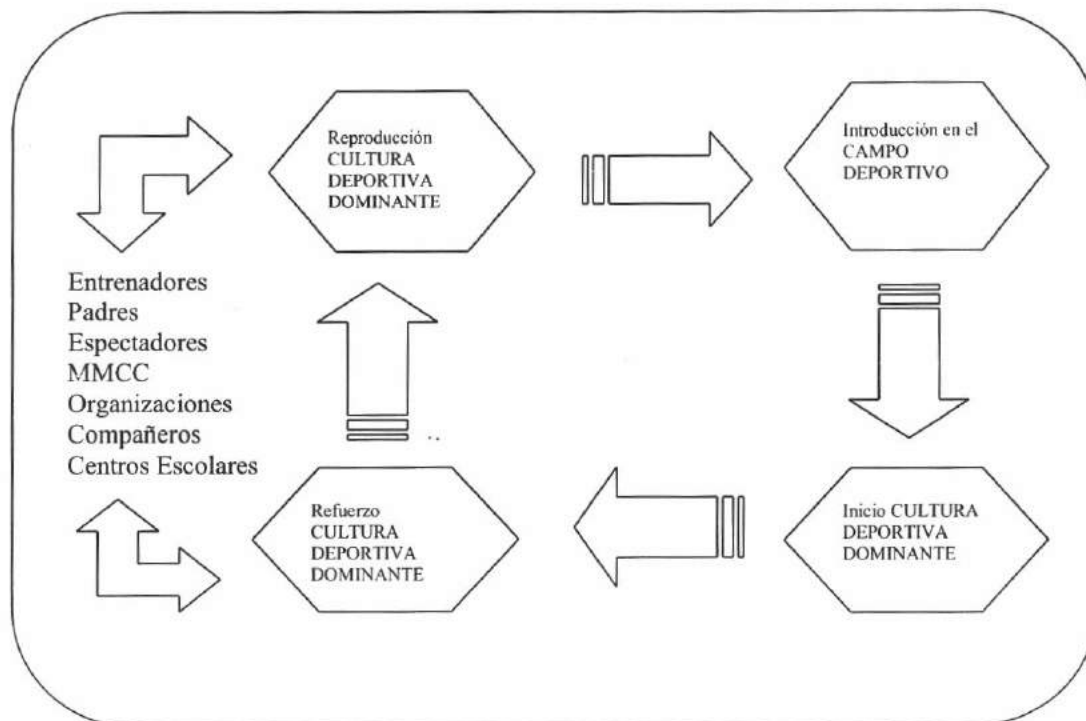 Reproducción
CULTURA
DEPORTIVA
DOMINANTE
Introducción en el
CAMPO
DEPORTIVO
Entrenadores
Padres
Espectadores
MMCC
Organizaciones
Compañeros
Centros Escolares
Refuerzo
CULTURA
DEPORTIVA
DOMINANTE
Inicio CULTURA
DEPORTIVA
DOMINANTE